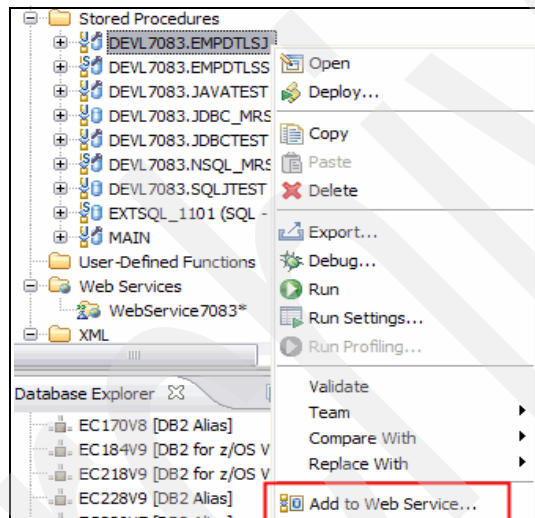 Stored Procedures
DEVL7083.EMPDTLSJ
DEVL7083.EMPDTLSS
DEVL7083.JAVATEST
DEVL7083.JDBC_MRS
DEVL7083.JDBCTEST
DEVL7083.NSQL_MRS
DEVL7083.SQLJTEST
EXTSQL_1101 (SQL -
MAIN
User-Defined Functions
Web Services
WebService7083*
XML
Open
Deploy...
Copy
Paste
Delete
Export...
Debug...
Run
Run Settings...
Run Profiling...
Validate
Team
Compare With
Replace With
Add to Web Service...
Database Explorer
EC170V8 [DB2 Alias]
EC184V9 [DB2 for z/OS V
EC218V9 [DB2 for z/OS V
EC228V9 [DB2 Alias]